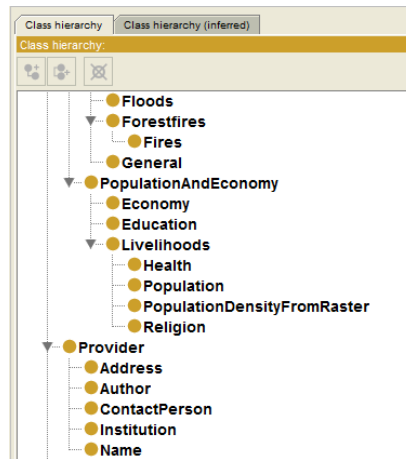 Class hierarchy Class hierarchy (inferred)
Class hierarchy:
Floods
Forestfires
Fires
General
PopulationAndEconomy
Economy
Education
Livelihoods
Health
Population
PopulationDensityFromRaster
Religion
Provider
Address
Author
ContactPerson
Institution
Name